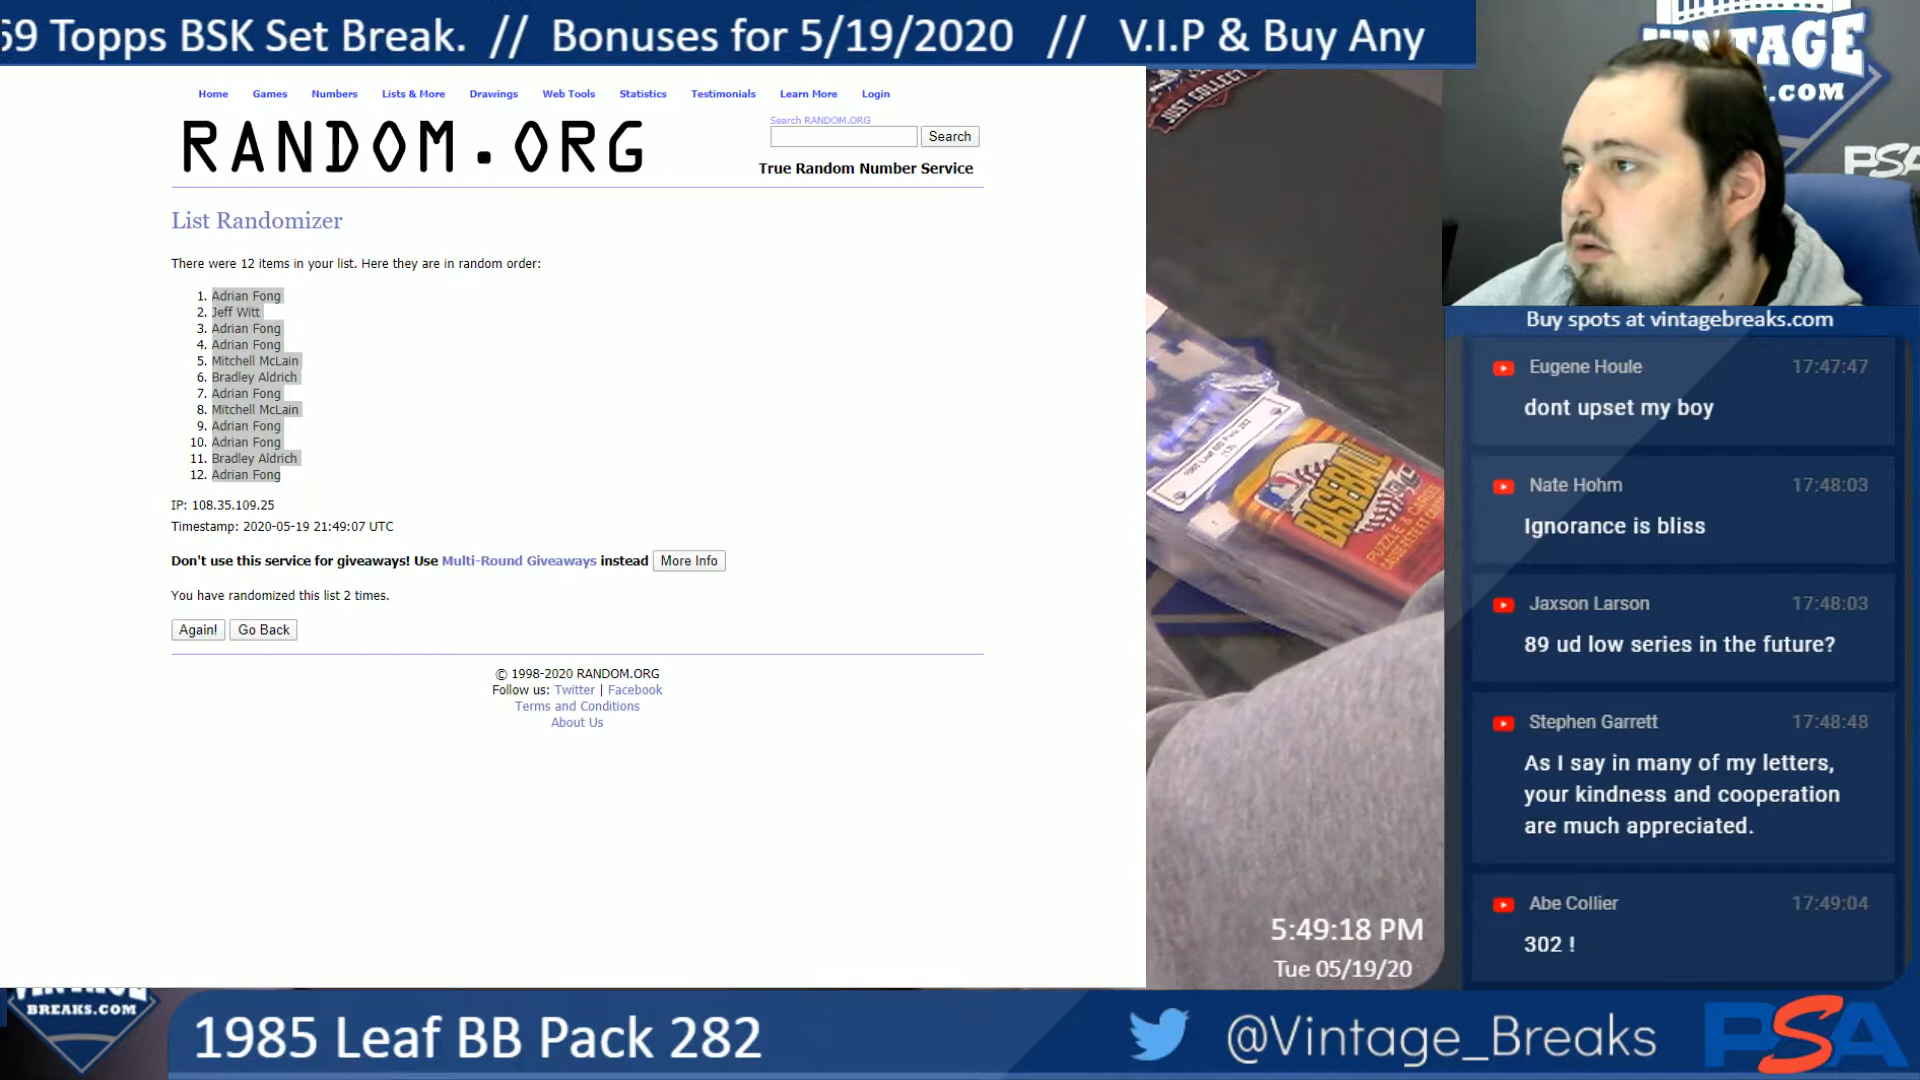 59 Topps BSK Set Break. // Bonuses for 5/19/2020 // V.I.P & Buy Any
Home Games Numbers Lists & More Drawings Web Tools Statistics Testimonials Learn More Login
RANDOM.ORG
Search RANDOM.ORG
Search
True Random Number Service
List Randomizer
There were 12 items in your list. Here they are in random order:
1. Adrian Fong
2. Jeff Witt
3. Adrian Fong
4. Adrian Fong
5. Mitchell McLain
6. Bradley Aldrich
7. Adrian Fong
8. Mitchell McLain
9. Adrian Fong
10. Adrian Fong
11. Bradley Aldrich
12. Adrian Fong
IP: 108.35.109.25
Timestamp: 2020-05-19 21:49:07 UTC
Don't use this service for giveaways! Use Multi-Round Giveaways instead More Info
You have randomized this list 2 times.
Again! Go Back
© 1998-2020 RANDOM.ORG
Follow us: Twitter | Facebook
Terms and Conditions
About Us
JUST COLLECT
BASEBALL
PUZZLE & CARDS
5:49:18 PM
Tue 05/19/20
.COM
PSA
Buy spots at vintagebreaks.com
Eugene Houle 17:47:47
dont upset my boy
Nate Hohm 17:48:03
Ignorance is bliss
Jaxson Larson 17:48:03
89 ud low series in the future?
Stephen Garrett 17:48:48
As I say in many of my letters,
your kindness and cooperation
are much appreciated.
Abe Collier 17:49:04
302 !
VINTAGE
BREAKS.COM
1985 Leaf BB Pack 282
@Vintage_Breaks
PSA